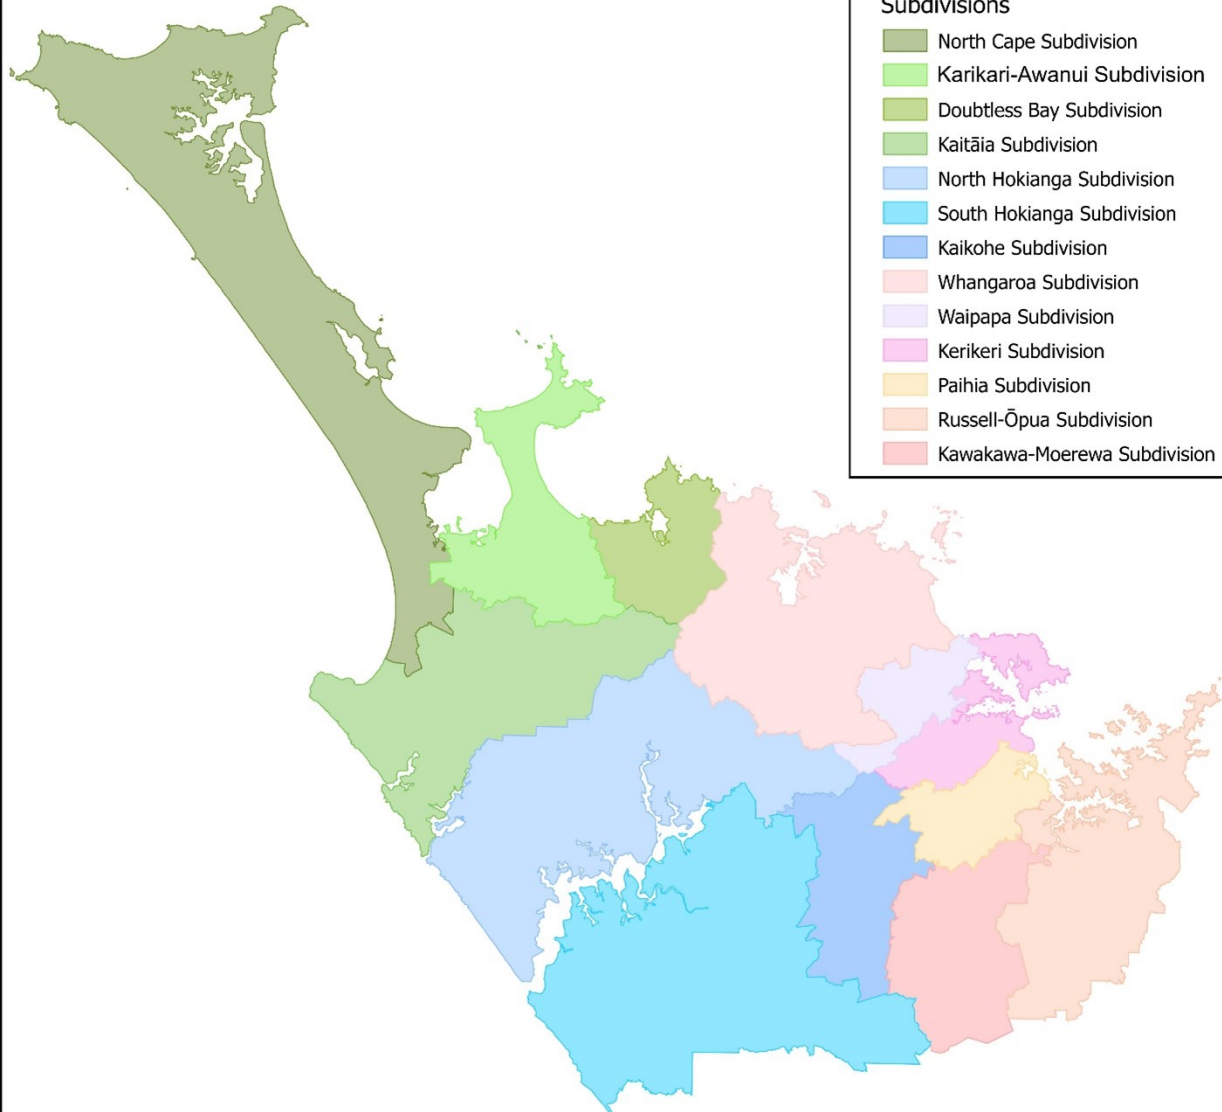 Subdivisions
North Cape Subdivision
Karikari-Awanui Subdivision
Doubtless Bay Subdivision
Kaitāia Subdivision
North Hokianga Subdivision
South Hokianga Subdivision
Kaikohe Subdivision
Whangaroa Subdivision
Waipapa Subdivision
Kerikeri Subdivision
Paihia Subdivision
Russell-Ōpua Subdivision
Kawakawa-Moerewa Subdivision